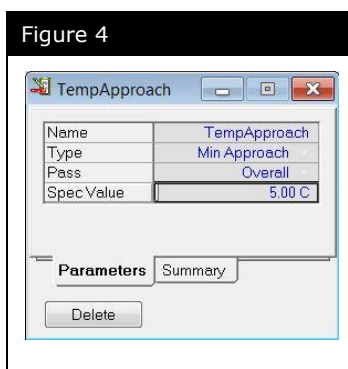 Figure 4
TempApproach
Name TempApproach
Type Min Approach
Pass Overall
Spec Value 5.00 C
Parameters Summary
Delete